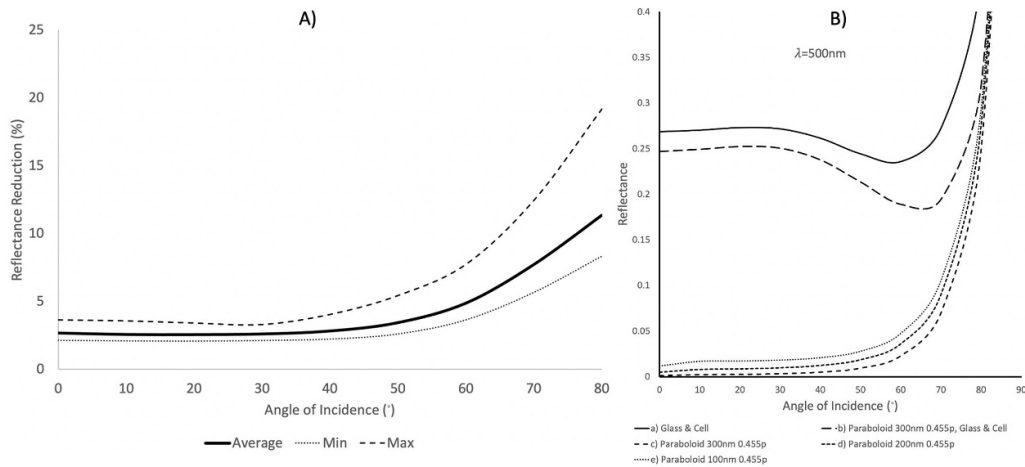 A)
25
20
15
10
5
0
Reflectance Reduction (%)
0 10 20 30 40 50 60 70 80
Angle of Incidence (°)
Average Min Max
B)
λ=500nm
0.4
0.35
0.3
0.25
0.2
0.15
0.1
0.05
0
Reflectance
0 10 20 30 40 50 60 70 80 90
Angle of Incidence (°)
a) Glass & Cell b) Paraboloid 300nm 0.455p, Glass & Cell
c) Paraboloid 300nm 0.455p d) Paraboloid 200nm 0.455p
e) Paraboloid 100nm 0.455p